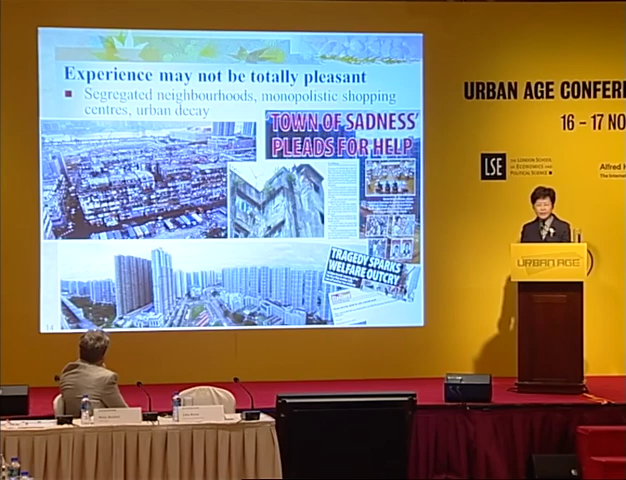 Experience may not be totally pleasant
Segregated neighbourhoods, monopolistic shopping
centres, urban decay
'TOWN OF SADNESS'
PLEADS FOR HELP
TRAGEDY SPARKS
WELFARE OUTCRY
URBAN AGE CONFER
16 – 17 NO
LSE
THE LONDON SCHOOL
OF ECONOMICS AND
POLITICAL SCIENCE
Alfred H
The Internat
URBAN AGE